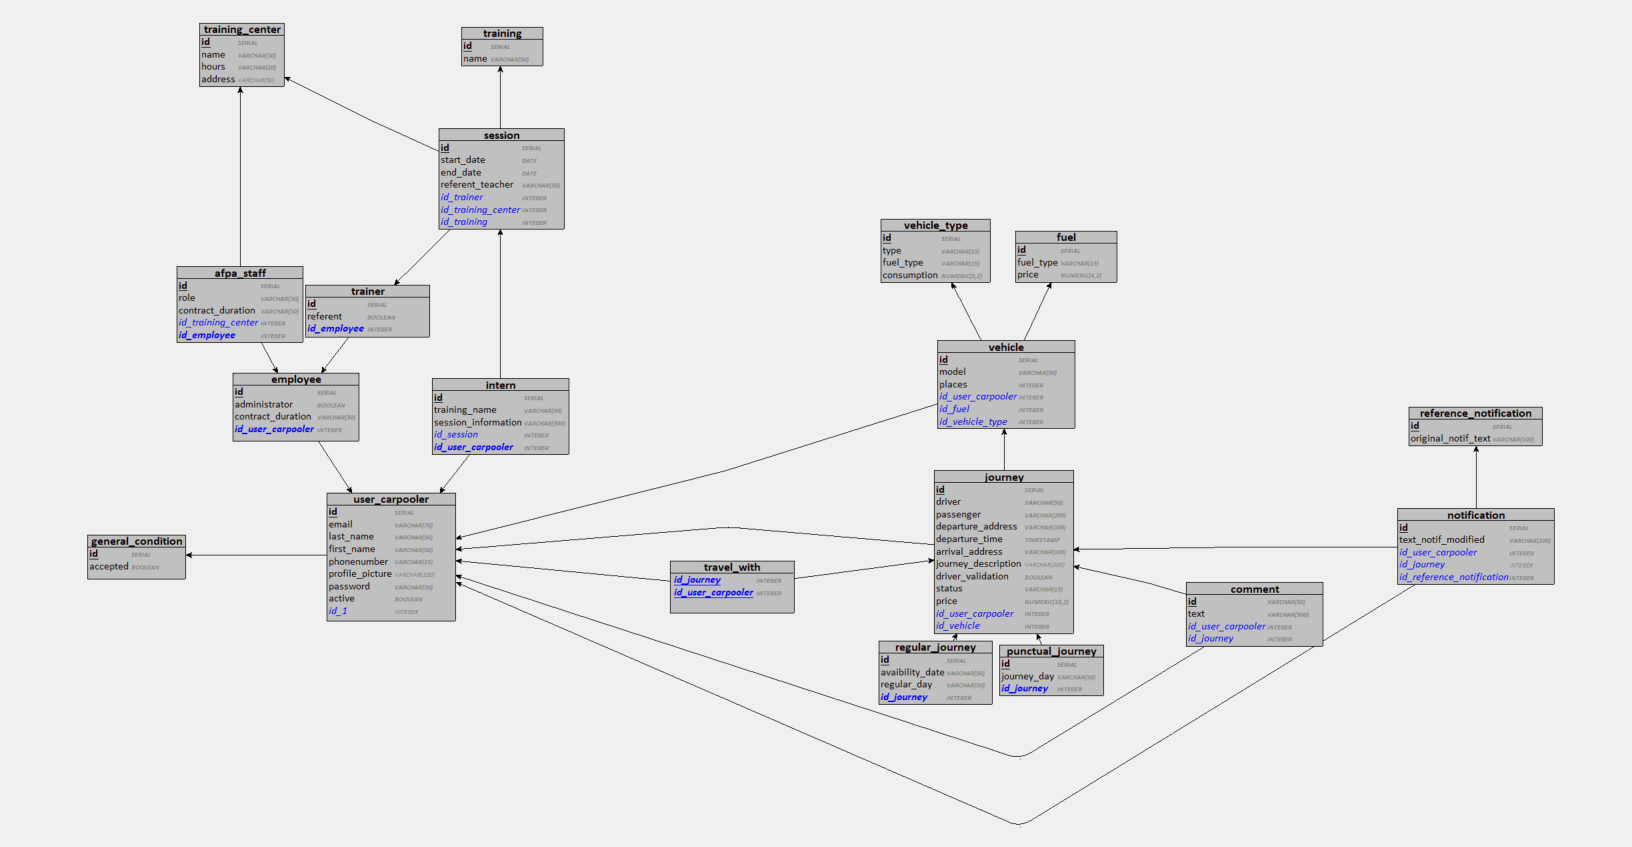 training_center
id SERIAL
name VARCHAR(50)
hours VARCHAR(20)
address VARCHAR(50)
training
id SERIAL
name VARCHAR(50)
session
id SERIAL
start_date DATE
end_date DATE
referent_teacher VARCHAR(50)
id_trainer INTEGER
id_training_center INTEGER
id_training INTEGER
afpa_staff
id SERIAL
role VARCHAR(50)
contract_duration VARCHAR(50)
id_training_center INTEGER
id_employee INTEGER
trainer
id SERIAL
referent BOOLEAN
id_employee INTEGER
employee
id SERIAL
administrator BOOLEAN
contract_duration VARCHAR(50)
id_user_carpooler INTEGER
intern
id SERIAL
training_name VARCHAR(50)
session_information VARCHAR(500)
id_session INTEGER
id_user_carpooler INTEGER
user_carpooler
id SERIAL
email VARCHAR(70)
last_name VARCHAR(50)
first_name VARCHAR(50)
phonenumber VARCHAR(15)
profile_picture VARCHAR(150)
password VARCHAR(50)
active BOOLEAN
id_1 INTEGER
general_condition
id SERIAL
accepted BOOLEAN
travel_with
id_journey INTEGER
id_user_carpooler INTEGER
vehicle_type
id SERIAL
type VARCHAR(15)
fuel_type VARCHAR(15)
consumption NUMERIC(5,2)
fuel
id SERIAL
fuel_type VARCHAR(15)
price NUMERIC(4,2)
vehicle
id SERIAL
model VARCHAR(50)
places INTEGER
id_user_carpooler INTEGER
id_fuel INTEGER
id_vehicle_type INTEGER
journey
id SERIAL
driver VARCHAR(50)
passenger VARCHAR(200)
departure_address VARCHAR(100)
departure_time TIMESTAMP
arrival_address VARCHAR(100)
journey_description VARCHAR(200)
driver_validation BOOLEAN
status VARCHAR(15)
price NUMERIC(15,2)
id_user_carpooler INTEGER
id_vehicle INTEGER
regular_journey
id SERIAL
avaibility_date VARCHAR(50)
regular_day VARCHAR(50)
id_journey INTEGER
punctual_journey
id SERIAL
journey_day VARCHAR(50)
id_journey INTEGER
reference_notification
id SERIAL
original_notif_text VARCHAR(100)
notification
id SERIAL
text_notif_modified VARCHAR(200)
id_user_carpooler INTEGER
id_journey INTEGER
id_reference_notification INTEGER
comment
id VARCHAR(50)
text VARCHAR(300)
id_user_carpooler INTEGER
id_journey INTEGER